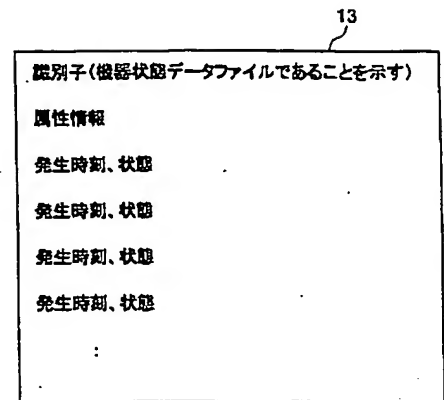 13
識別子(機器状態データファイルであることを示す)
属性情報
発生時刻、状態
発生時刻、状態
発生時刻、状態
発生時刻、状態
: